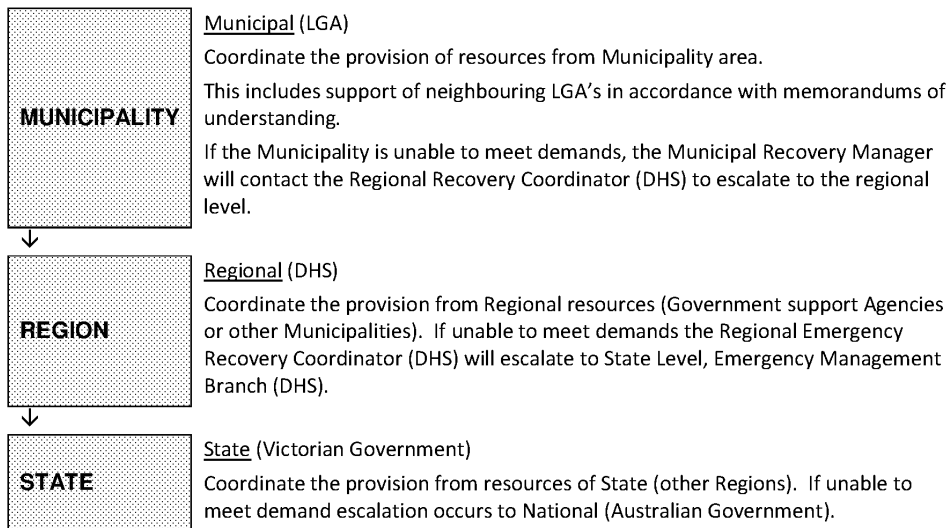 Municipal (LGA)
Coordinate the provision of resources from Municipality area.
This includes support of neighbouring LGA's in accordance with memorandums of
understanding.
If the Municipality is unable to meet demands, the Municipal Recovery Manager
will contact the Regional Recovery Coordinator (DHS) to escalate to the regional
level.
MUNICIPALITY
Regional (DHS)
Coordinate the provision from Regional resources (Government support Agencies
or other Municipalities).  If unable to meet demands the Regional Emergency
Recovery Coordinator (DHS) will escalate to State Level, Emergency Management
Branch (DHS).
REGION
State (Victorian Government)
Coordinate the provision from resources of State (other Regions).  If unable to
meet demand escalation occurs to National (Australian Government).
STATE